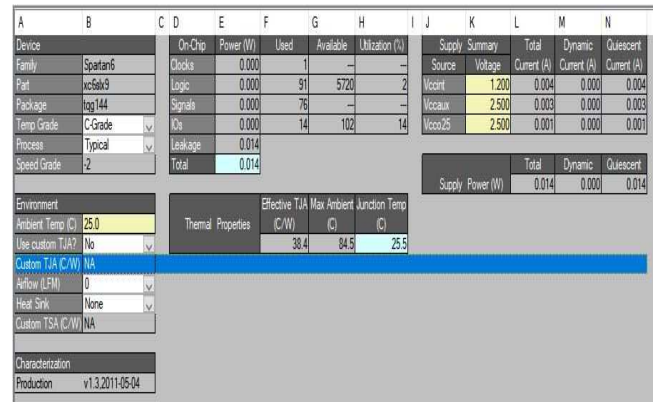 A B C D E F G H I J K L M N
Device On-Chip Power (W) Used Available Utilization (%) Supply Summary Total Dynamic Quiescent
Family Spartan6 Clocks 0.000 1 --- --- Source Voltage Current (A) Current (A) Current (A)
Part xc6slx9 Logic 0.000 91 5720 2 Vccint 1.200 0.004 0.000 0.004
Package tqg144 Signals 0.000 76 --- --- Vccaux 2.500 0.003 0.000 0.003
Temp Grade C-Grade IOs 0.000 14 102 14 Vcco25 2.500 0.001 0.000 0.001
Process Typical Leakage 0.014
Speed Grade -2 Total 0.014 Total Dynamic Quiescent
Supply Power (W) 0.014 0.000 0.014
Environment Effective TJA Max Ambient Junction Temp
Ambient Temp (C) 25.0 Thermal Properties (C/W) (C) (C)
Use custom TJA? No 38.4 84.5 25.5
Custom TJA (C/W) NA
Airflow (LFM) 0
Heat Sink None
Custom TSA (C/W) NA
Characterization
Production v1.3,2011-05-04